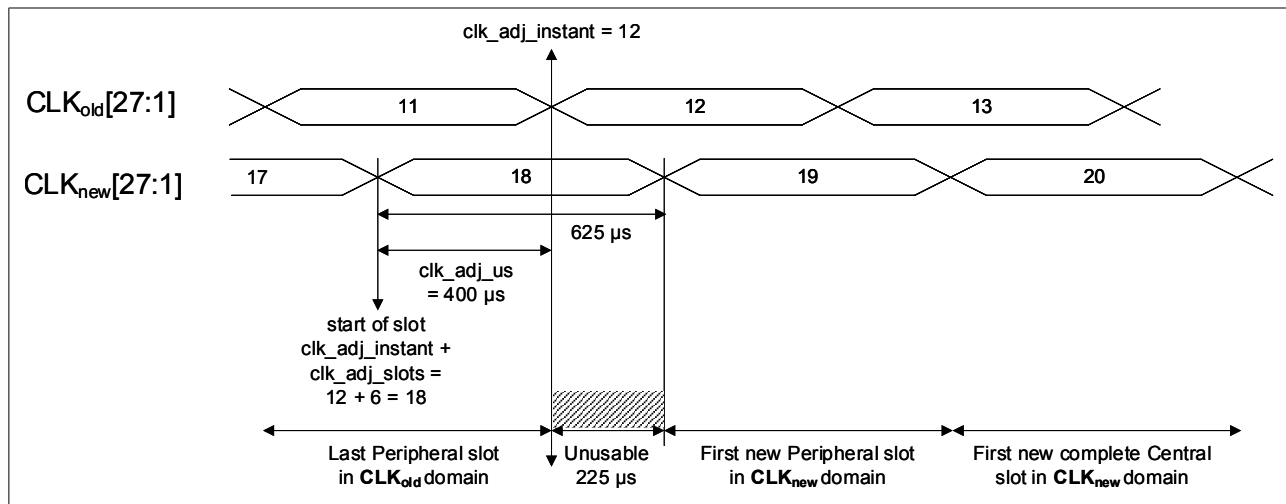 clk_adj_instant = 12
CLKold[27:1]
11
12
13
CLKnew[27:1]
17
18
19
20
625 µs
clk_adj_us
= 400 µs
start of slot
clk_adj_instant +
clk_adj_slots =
12 + 6 = 18
Last Peripheral slot
in CLKold domain
Unusable
225 µs
First new Peripheral slot
in CLKnew domain
First new complete Central
slot in CLKnew domain